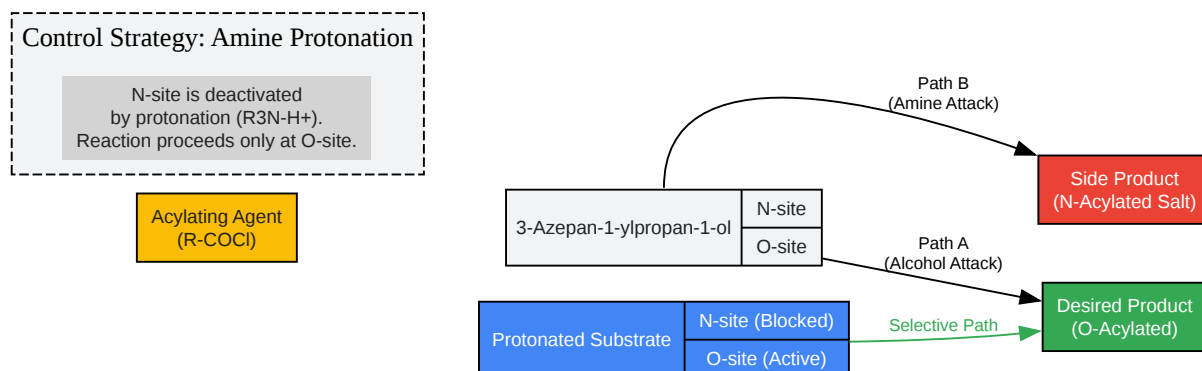 Control Strategy: Amine Protonation
N-site is deactivated
by protonation (R3N-H+).
Reaction proceeds only at O-site.
Acylating Agent
(R-COCl)
Path B
(Amine Attack)
Side Product
(N-Acylated Salt)
3-Azepan-1-ylpropan-1-ol
N-site
O-site
Path A
(Alcohol Attack)
Desired Product
(O-Acylated)
Protonated Substrate
N-site (Blocked)
O-site (Active)
Selective Path